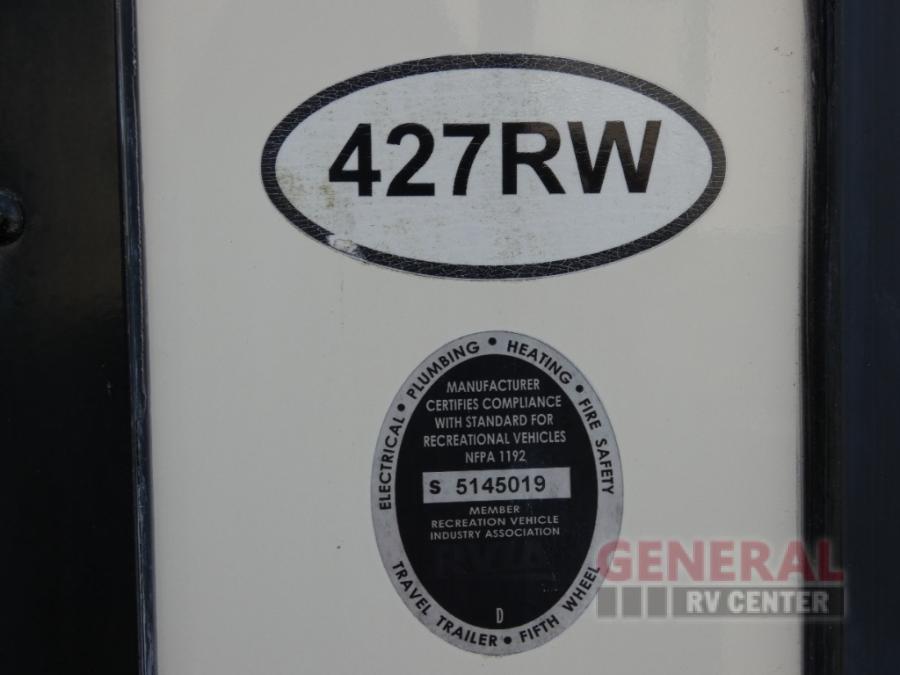 427RW
ELECTRICAL • PLUMBING • HEATING • FIRE SAFETY
MANUFACTURER
CERTIFIES COMPLIANCE
WITH STANDARD FOR
RECREATIONAL VEHICLES
NFPA 1192
S 5145019
MEMBER
RECREATION VEHICLE
INDUSTRY ASSOCIATION
RVIA
D
TRAVEL TRAILER • FIFTH WHEEL
GENERAL
RV CENTER